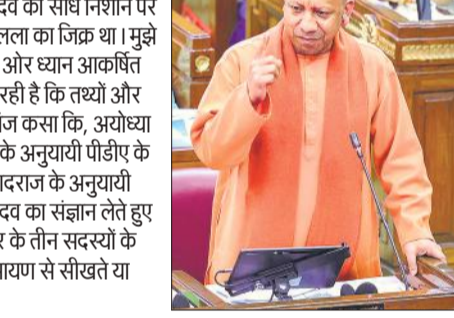 दव को सीधे निशाने पर
लला का जिक्र था। मुझे
ओर ध्यान आकर्षित
रही है कि तथ्यों और
ज कसा कि, अयोध्या
के अनुयायी पीडीए के
ादराज के अनुयायी
दव का संज्ञान लेते हुए
र के तीन सदस्यों के
ायण से सीखते या